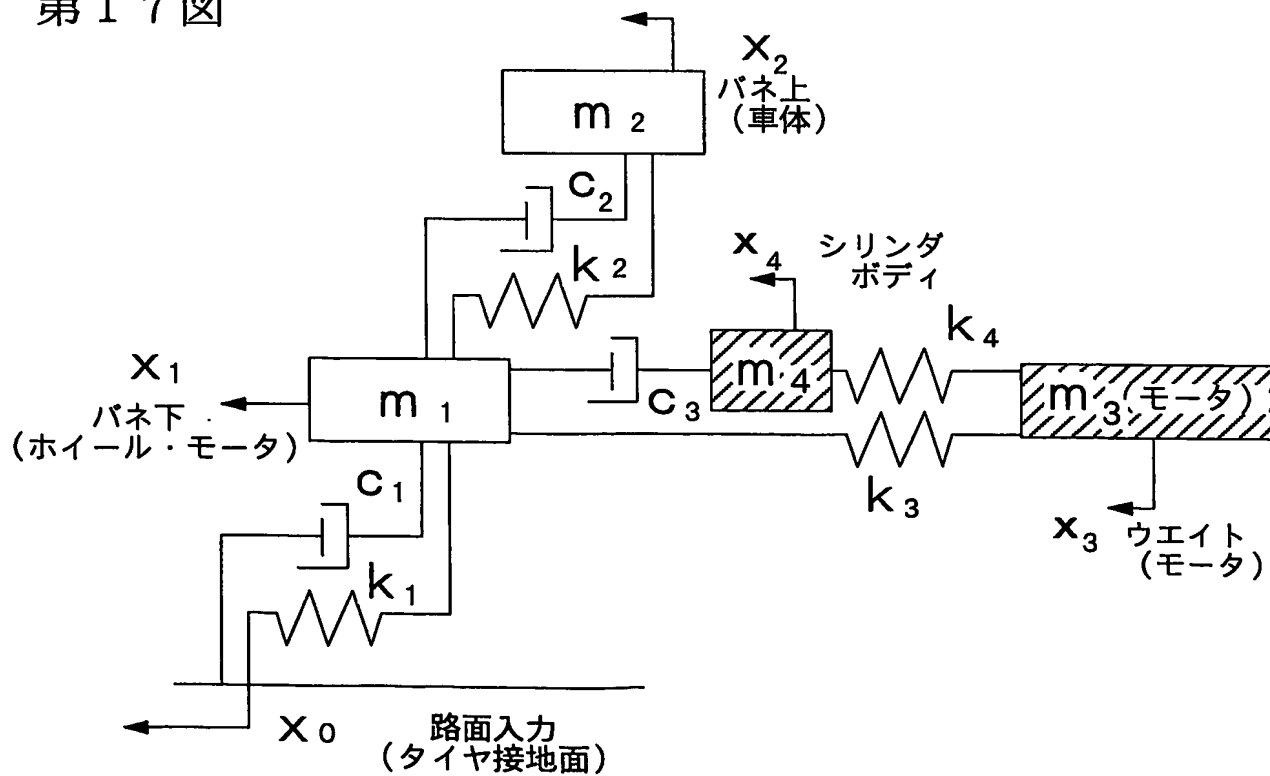 第１７図
x₂
バネ上
（車体）
m₂
c₂
k₂
x₄
シリンダ
ボディ
k₄
x₁
バネ下
（ホイール・モータ）
m₁
c₃
m₄
m₃（モータ）
k₃
c₁
x₃
ウエイト
（モータ）
k₁
x₀
路面入力
（タイヤ接地面）